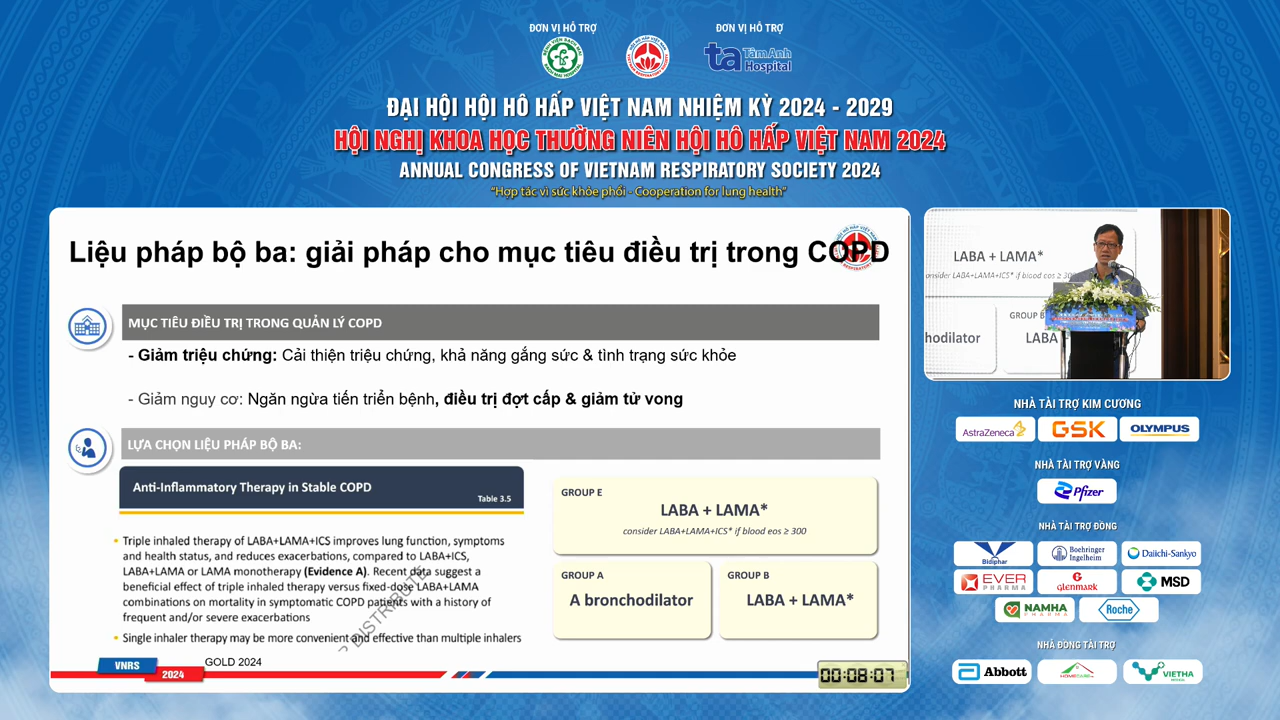 ĐƠN VỊ HỖ TRỢ
ĐƠN VỊ HỖ TRỢ
ta TâmAnh Hospital
ĐẠI HỘI HỘI HÔ HẤP VIỆT NAM NHIỆM KỲ 2024 - 2029
HỘI NGHỊ KHOA HỌC THƯỜNG NIÊN HỘI HÔ HẤP VIỆT NAM 2024
ANNUAL CONGRESS OF VIETNAM RESPIRATORY SOCIETY 2024
"Hợp tác vì sức khỏe phổi - Cooperation for lung health"
Liệu pháp bộ ba: giải pháp cho mục tiêu điều trị trong COPD
MỤC TIÊU ĐIỀU TRỊ TRONG QUẢN LÝ COPD
- Giảm triệu chứng: Cải thiện triệu chứng, khả năng gắng sức & tình trạng sức khỏe
- Giảm nguy cơ: Ngăn ngừa tiến triển bệnh, điều trị đợt cấp & giảm tử vong
LỰA CHỌN LIỆU PHÁP BỘ BA:
Anti-Inflammatory Therapy in Stable COPD
Table 3.5
• Triple inhaled therapy of LABA+LAMA+ICS improves lung function, symptoms
and health status, and reduces exacerbations, compared to LABA+ICS,
LABA+LAMA or LAMA monotherapy (Evidence A). Recent data suggest a
beneficial effect of triple inhaled therapy versus fixed-dose LABA+LAMA
combinations on mortality in symptomatic COPD patients with a history of
frequent and/or severe exacerbations
• Single inhaler therapy may be more convenient and effective than multiple inhalers
GROUP E
LABA + LAMA*
consider LABA+LAMA+ICS* if blood eos ≥ 300
GROUP A
A bronchodilator
GROUP B
LABA + LAMA*
VNRS
2024
GOLD 2024
00:08:07
LABA + LAMA*
onsider LABA+LAMA+ICS* if blood eos ≥ 300
GROUP B
hodilator
LABA +
NHÀ TÀI TRỢ KIM CƯƠNG
AstraZeneca
GSK
OLYMPUS
NHÀ TÀI TRỢ VÀNG
Pfizer
NHÀ TÀI TRỢ ĐỒNG
Bidiphar
Boehringer Ingelheim
Daiichi-Sankyo
EVER PHARMA
glenmark
MSD
NAMHA PHARMA
Roche
NHÀ ĐỒNG TÀI TRỢ
Abbott
HOMECARE
VIETHA